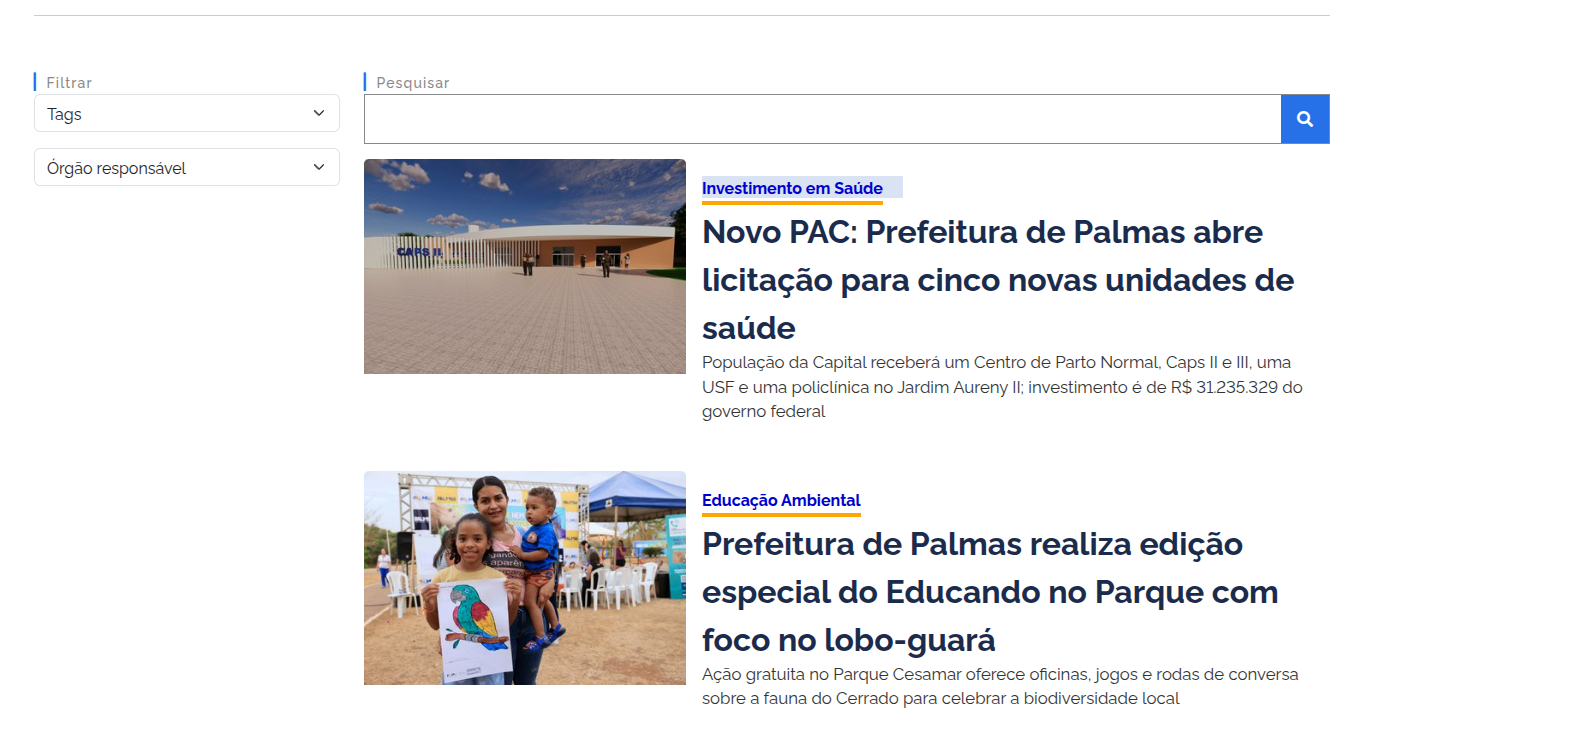 Filtrar
Tags
Órgão responsável
Pesquisar
CAPS II
Investimento em Saúde
Novo PAC: Prefeitura de Palmas abre
licitação para cinco novas unidades de
saúde
População da Capital receberá um Centro de Parto Normal, Caps II e III, uma
USF e uma policlínica no Jardim Aureny II; investimento é de R$ 31.235.329 do
governo federal
Educação Ambiental
Prefeitura de Palmas realiza edição
especial do Educando no Parque com
foco no lobo-guará
Ação gratuita no Parque Cesamar oferece oficinas, jogos e rodas de conversa
sobre a fauna do Cerrado para celebrar a biodiversidade local